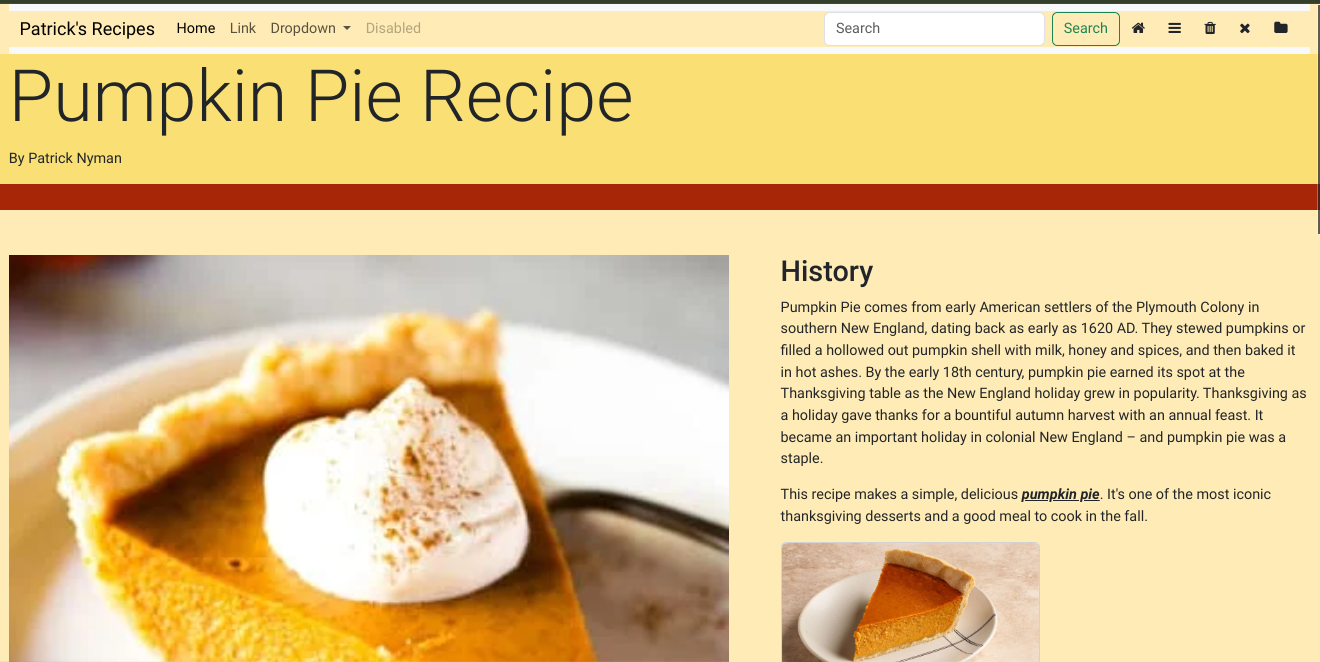 Patrick's Recipes Home Link Dropdown Disabled Search Search
Pumpkin Pie Recipe
By Patrick Nyman
History
Pumpkin Pie comes from early American settlers of the Plymouth Colony in
southern New England, dating back as early as 1620 AD. They stewed pumpkins or
filled a hollowed out pumpkin shell with milk, honey and spices, and then baked it
in hot ashes. By the early 18th century, pumpkin pie earned its spot at the
Thanksgiving table as the New England holiday grew in popularity. Thanksgiving as
a holiday gave thanks for a bountiful autumn harvest with an annual feast. It
became an important holiday in colonial New England – and pumpkin pie was a
staple.
This recipe makes a simple, delicious pumpkin pie. It's one of the most iconic
thanksgiving desserts and a good meal to cook in the fall.